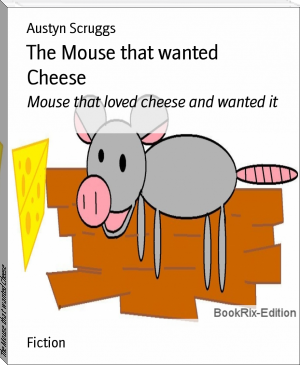 Austyn Scruggs
The Mouse that wanted
Cheese
Mouse that loved cheese and wanted it
BookRix-Edition
Fiction
The Mouse that wanted Cheese